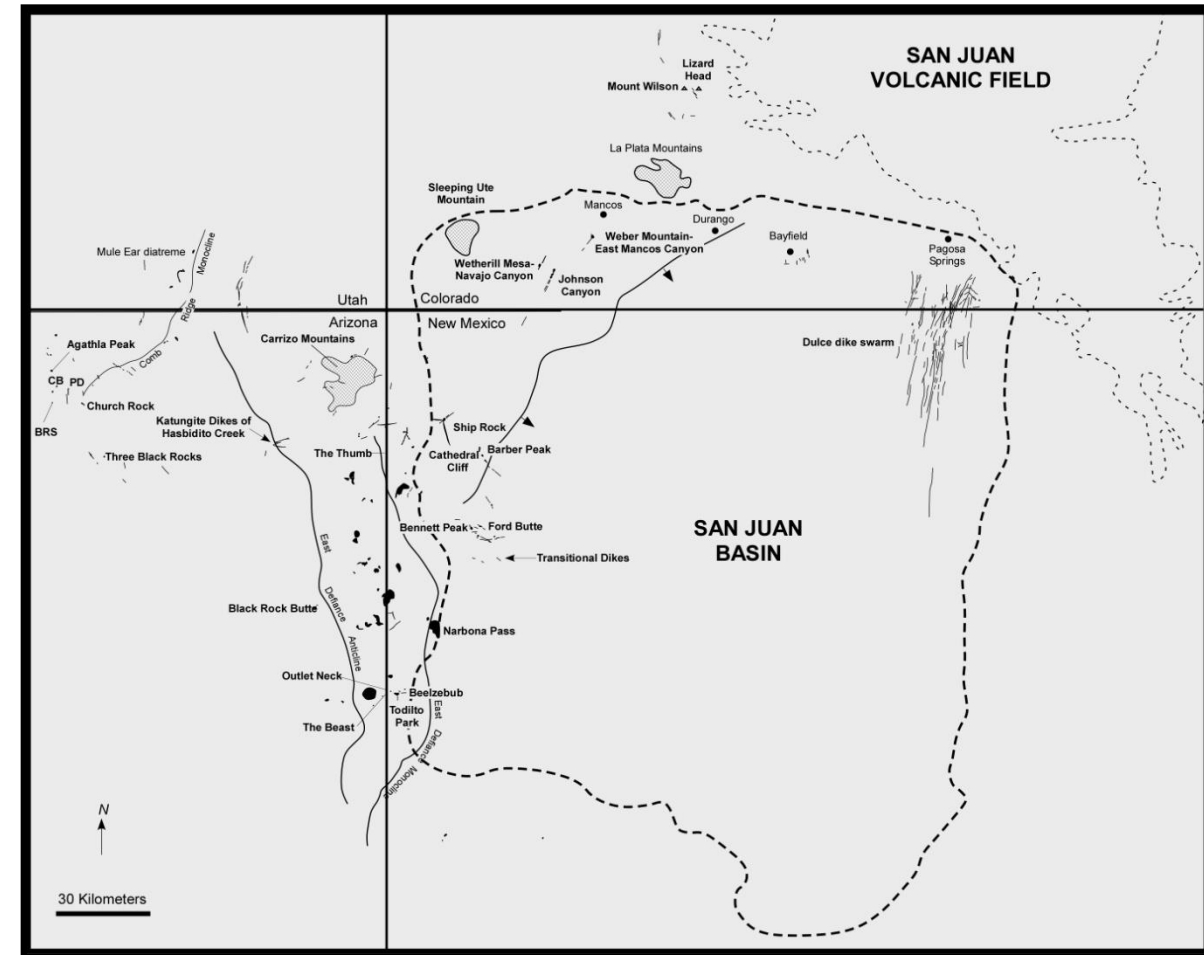 SAN JUAN
VOLCANIC FIELD
Lizard
Head
Mount Wilson
La Plata Mountains
Sleeping Ute
Mountain
Mancos
Durango
Weber Mountain-
East Mancos Canyon
Bayfield
Pagosa
Springs
Mule Ear diatreme
Monocline
Ridge
Comb
Wetherill Mesa-
Navajo Canyon
Johnson
Canyon
Utah
Colorado
Arizona
New Mexico
Carrizo Mountains
Dulce dike swarm
Agathla Peak
CB
PD
Church Rock
BRS
Katungite Dikes of
Hasbidito Creek
Three Black Rocks
The Thumb
Ship Rock
Cathedral
Cliff
Barber Peak
Bennett Peak
Ford Butte
Transitional Dikes
SAN JUAN
BASIN
East
Defiance
Anticline
Black Rock Butte
Narbona Pass
Outlet Neck
Beelzebub
The Beast
Todilto
Park
East
Defiance
Monocline
N
30 Kilometers